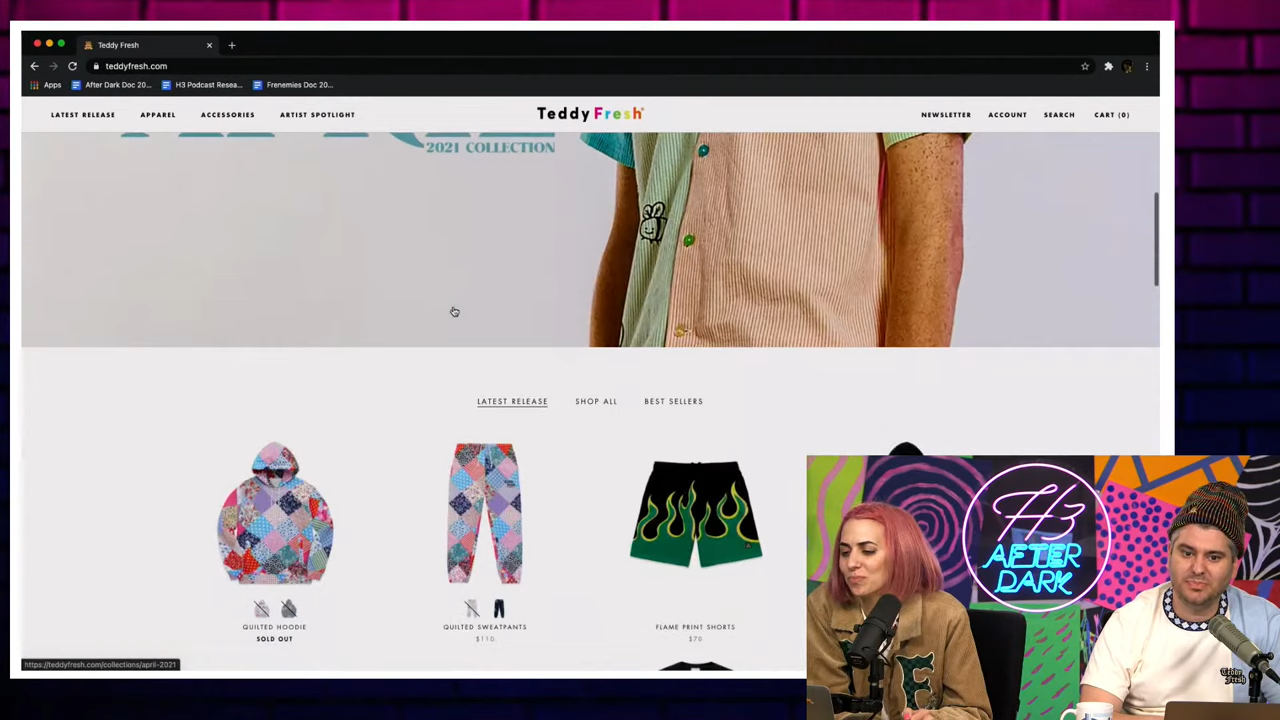 Teddy Fresh
teddyfresh.com
Apps
After Dark Doc 20...
H3 Podcast Resea...
Frenemies Doc 20...
LATEST RELEASE
APPAREL
ACCESSORIES
ARTIST SPOTLIGHT
Teddy Fresh
NEWSLETTER
ACCOUNT
SEARCH
CART (0)
2021 COLLECTION
LATEST RELEASE
SHOP ALL
BEST SELLERS
QUILTED HOODIE
SOLD OUT
QUILTED SWEATPANTS
$110
FLAME PRINT SHORTS
$70
https://teddyfresh.com/collections/april-2021
H3
AFTER
DARK
Teddy
Fresh